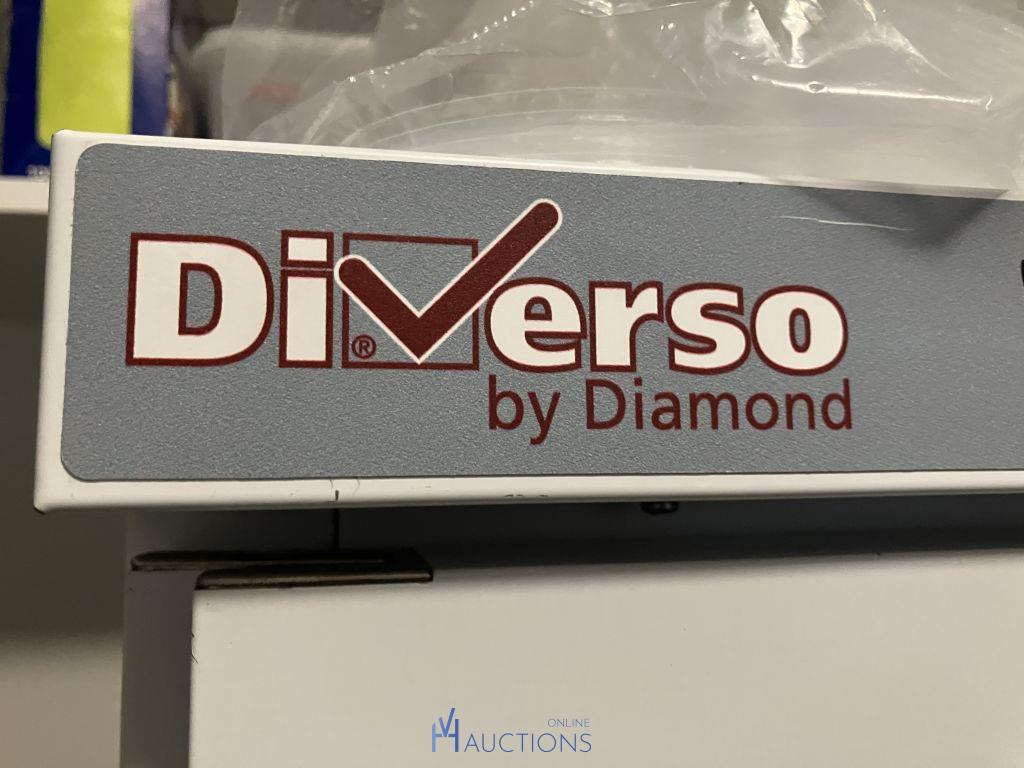 DiVerso
®
by Diamond
ONLINE
AUCTIONS